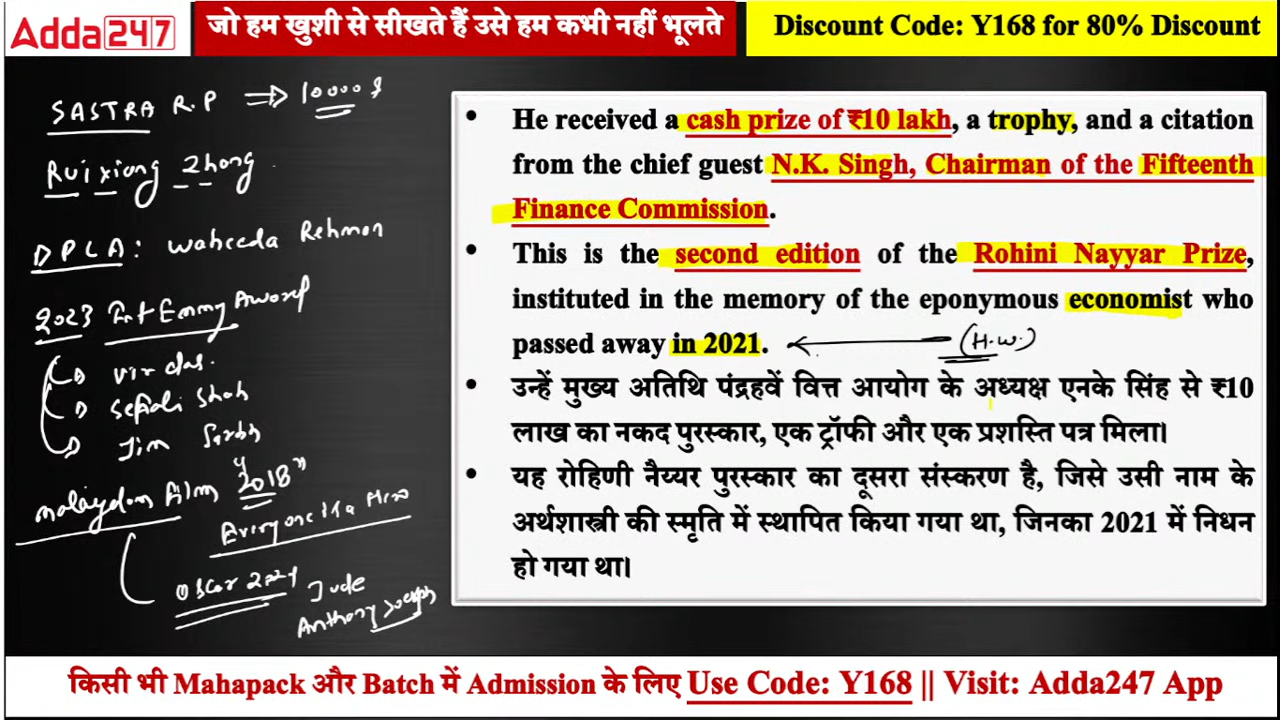 Adda247
जो हम खुशी से सीखते हैं उसे हम कभी नहीं भूलते
Discount Code: Y168 for 80% Discount
SASTRA R.P ⇒ 10000 $
Ruixiang Zhong
DPLA: Waheeda Rehman
2023 Int Emmy Award
Vir das.
Sefali Shah
Jim Sarbh
malayalam Film "2018"
Everyone is a Hero
Oscar 2024 Jude
Anthany Joseph
• He received a cash prize of ₹10 lakh, a trophy, and a citation
from the chief guest N.K. Singh, Chairman of the Fifteenth
Finance Commission.
• This is the second edition of the Rohini Nayyar Prize,
instituted in the memory of the eponymous economist who
passed away in 2021. (H.W.)
• उन्हें मुख्य अतिथि पंद्रहवें वित्त आयोग के अध्यक्ष एनके सिंह से ₹10
लाख का नकद पुरस्कार, एक ट्रॉफी और एक प्रशस्ति पत्र मिला।
• यह रोहिणी नैय्यर पुरस्कार का दूसरा संस्करण है, जिसे उसी नाम के
अर्थशास्त्री की स्मृति में स्थापित किया गया था, जिनका 2021 में निधन
हो गया था।
किसी भी Mahapack और Batch में Admission के लिए Use Code: Y168 || Visit: Adda247 App